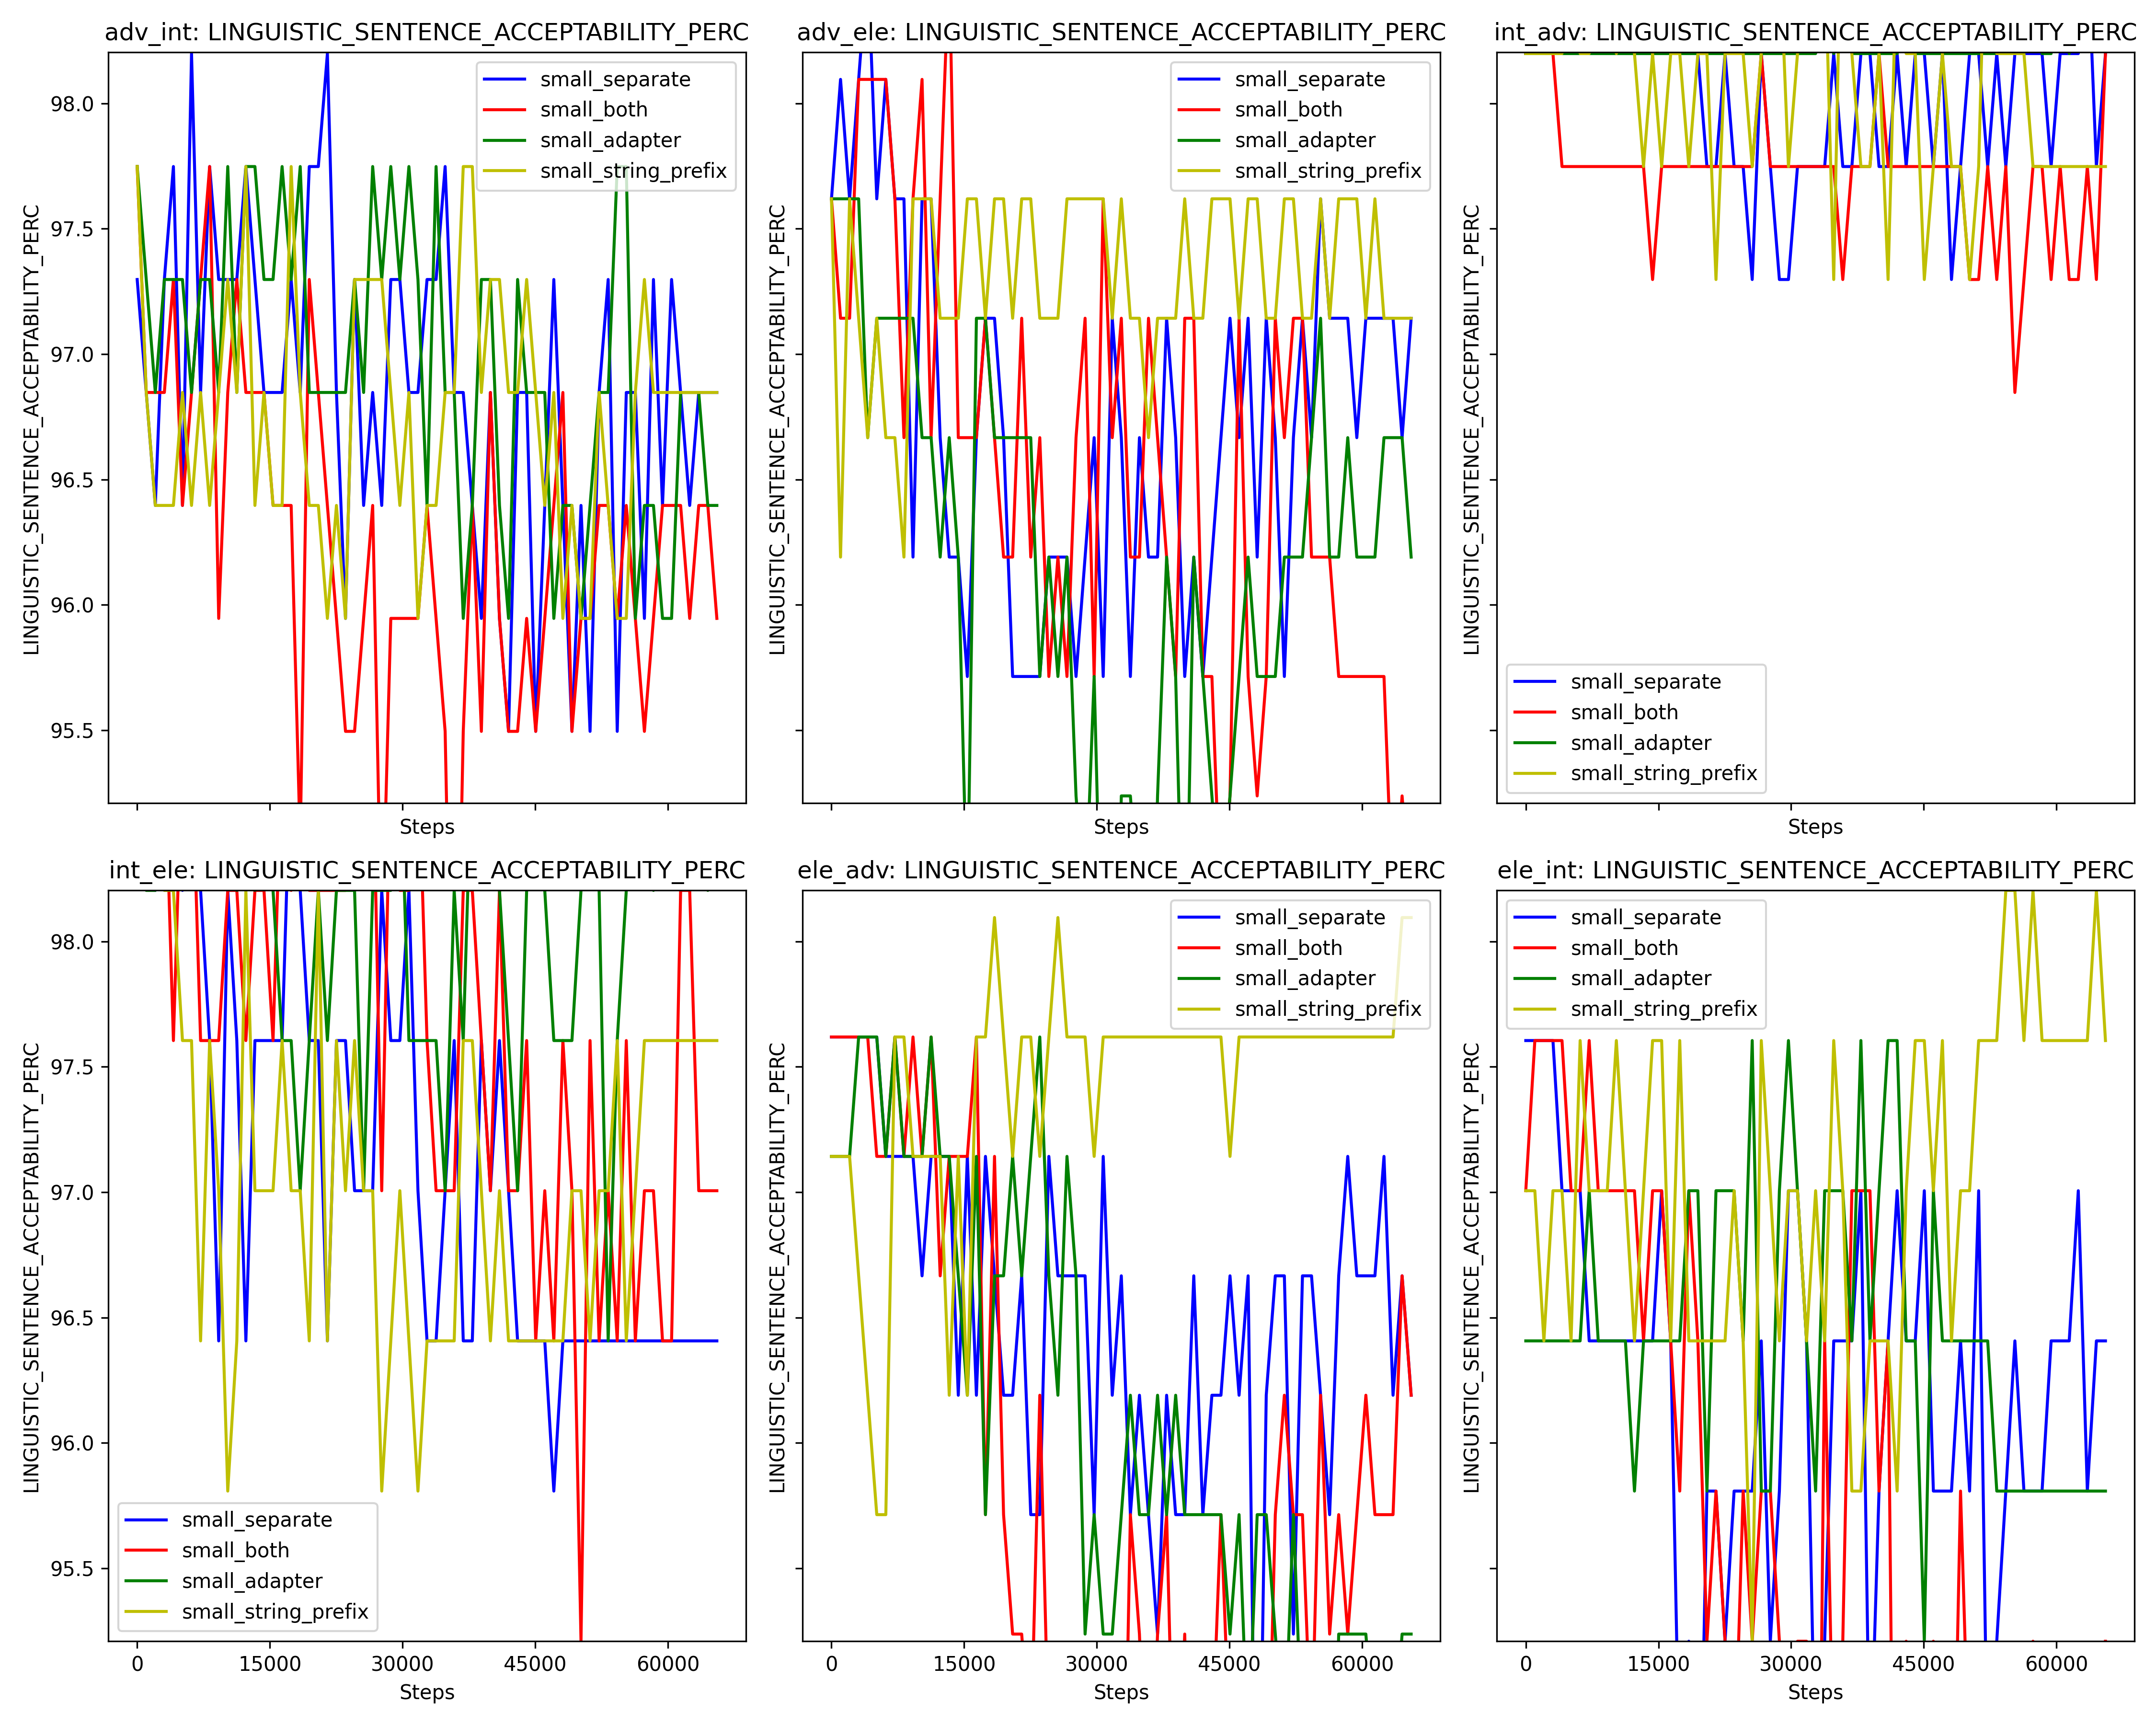 adv_int: LINGUISTIC_SENTENCE_ACCEPTABILITY_PERC
LINGUISTIC_SENTENCE_ACCEPTABILITY_PERC
98.0
97.5
97.0
96.5
96.0
95.5
small_separate
small_both
small_adapter
small_string_prefix
Steps
adv_ele: LINGUISTIC_SENTENCE_ACCEPTABILITY_PERC
LINGUISTIC_SENTENCE_ACCEPTABILITY_PERC
small_separate
small_both
small_adapter
small_string_prefix
Steps
int_adv: LINGUISTIC_SENTENCE_ACCEPTABILITY_PERC
LINGUISTIC_SENTENCE_ACCEPTABILITY_PERC
small_separate
small_both
small_adapter
small_string_prefix
Steps
int_ele: LINGUISTIC_SENTENCE_ACCEPTABILITY_PERC
LINGUISTIC_SENTENCE_ACCEPTABILITY_PERC
98.0
97.5
97.0
96.5
96.0
95.5
small_separate
small_both
small_adapter
small_string_prefix
0 15000 30000 45000 60000
Steps
ele_adv: LINGUISTIC_SENTENCE_ACCEPTABILITY_PERC
LINGUISTIC_SENTENCE_ACCEPTABILITY_PERC
small_separate
small_both
small_adapter
small_string_prefix
0 15000 30000 45000 60000
Steps
ele_int: LINGUISTIC_SENTENCE_ACCEPTABILITY_PERC
LINGUISTIC_SENTENCE_ACCEPTABILITY_PERC
small_separate
small_both
small_adapter
small_string_prefix
0 15000 30000 45000 60000
Steps